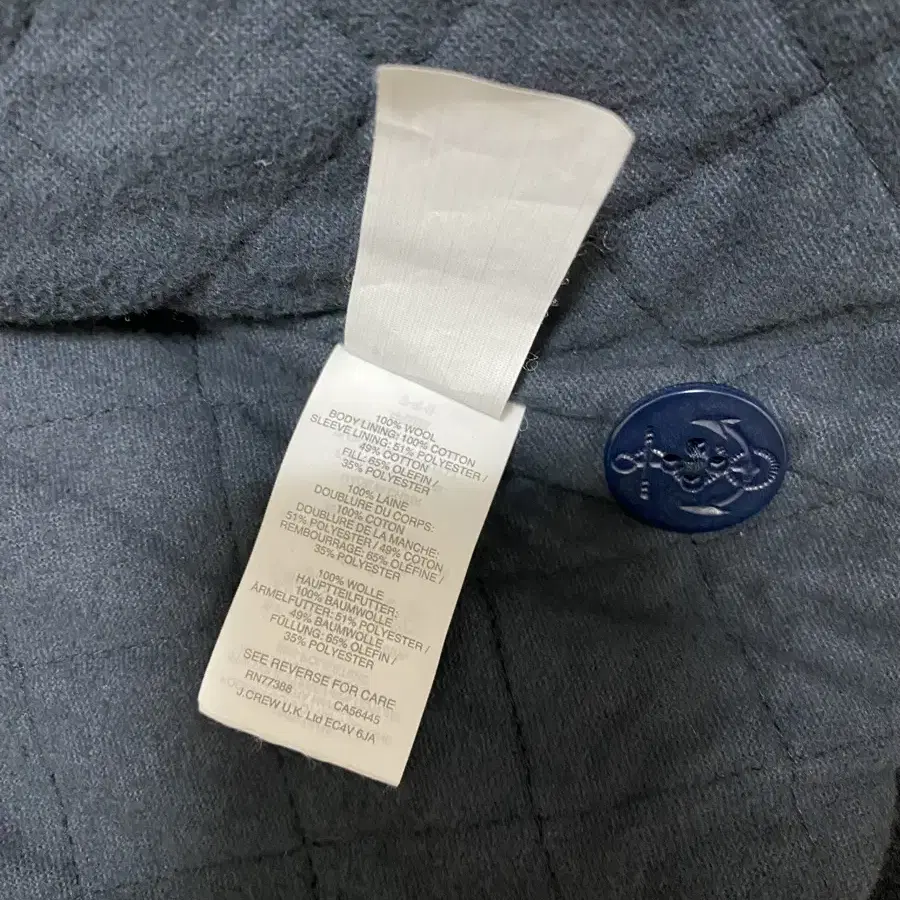 100% WOOL
BODY LINING: 100% COTTON
SLEEVE LINING: 51% POLYESTER /
49% COTTON
FILL: 65% OLEFIN /
35% POLYESTER
100% LAINE
DOUBLURE DU CORPS:
100% COTON
DOUBLURE DE LA MANCHE:
51% POLYESTER / 49% COTON
REMBOURRAGE: 65% OLEFINE /
35% POLYESTER
100% WOLLE
HAUPTTEILFUTTER:
100% BAUMWOLLE
ÄRMELFUTTER: 51% POLYESTER /
49% BAUMWOLLE
FÜLLUNG: 65% OLEFIN /
35% POLYESTER
SEE REVERSE FOR CARE
RN77388 CA56445
J.CREW U.K. Ltd EC4V 6JA